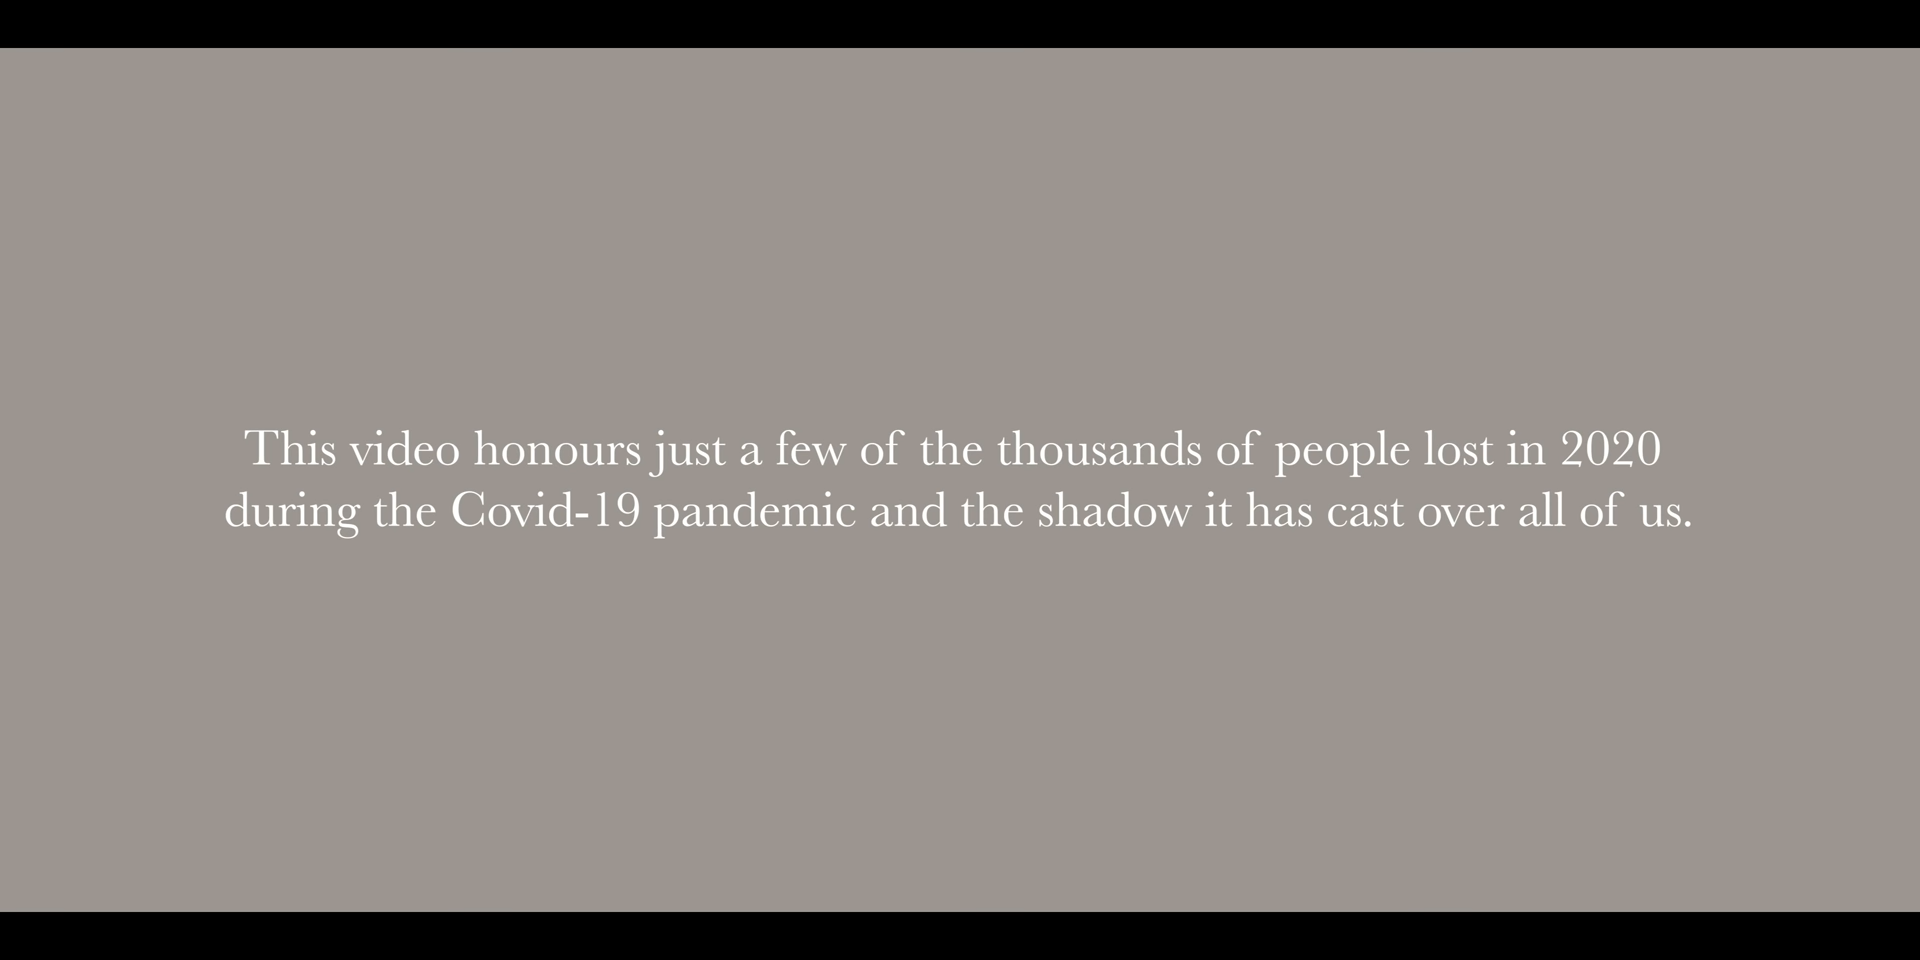 This video honours just a few of the thousands of people lost in 2020
during the Covid-19 pandemic and the shadow it has cast over all of us.